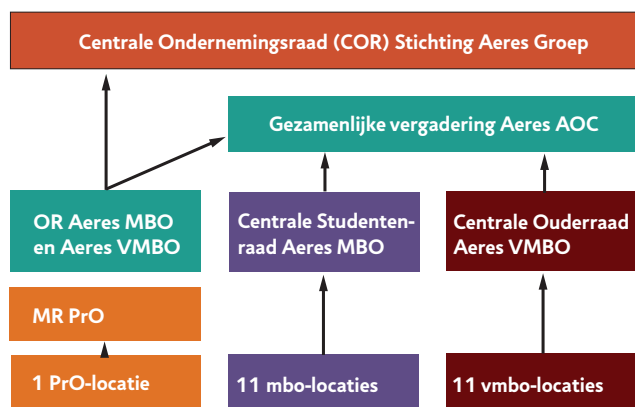 Centrale Ondernemingsraad (COR) Stichting Aeres Groep
Gezamenlijke vergadering Aeres AOC
OR Aeres MBO
en Aeres VMBO
Centrale Studenten-
raad Aeres MBO
Centrale Ouderraad
Aeres VMBO
MR PrO
1 PrO-locatie
11 mbo-locaties
11 vmbo-locaties